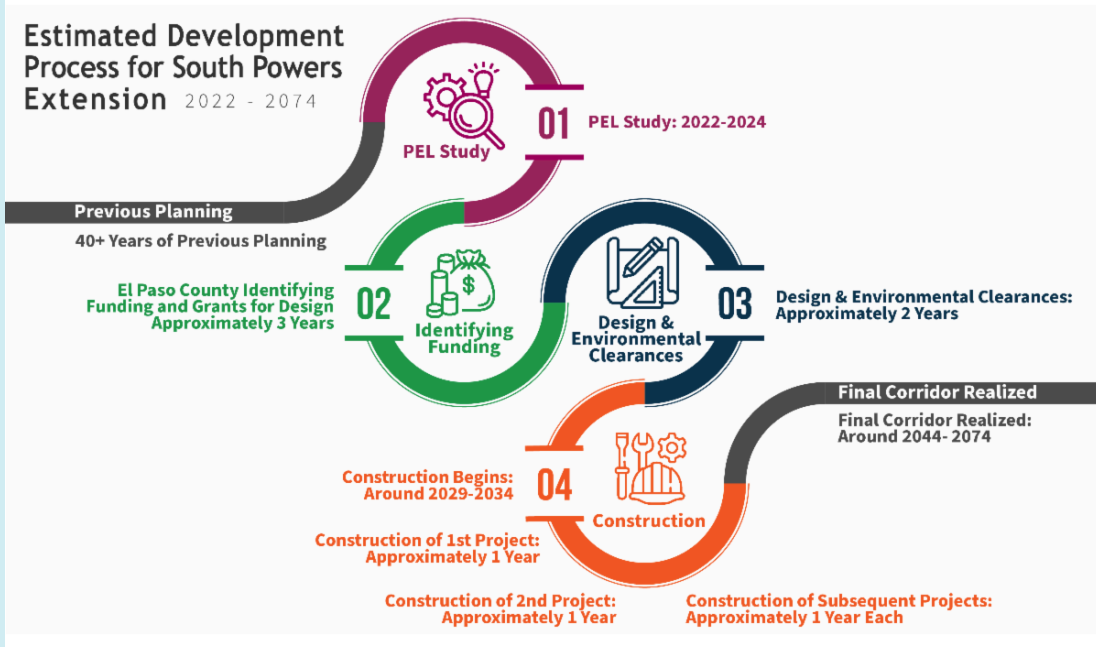 Estimated Development
Process for South Powers
Extension 2022 - 2074
PEL Study
01
PEL Study: 2022-2024
Previous Planning
40+ Years of Previous Planning
El Paso County Identifying
Funding and Grants for Design
Approximately 3 Years
02
$
Identifying
Funding
Design &
Environmental
Clearances
03
Design & Environmental Clearances:
Approximately 2 Years
Final Corridor Realized
Final Corridor Realized:
Around 2044- 2074
Construction Begins:
Around 2029-2034
04
Construction
Construction of 1st Project:
Approximately 1 Year
Construction of 2nd Project:
Approximately 1 Year
Construction of Subsequent Projects:
Approximately 1 Year Each